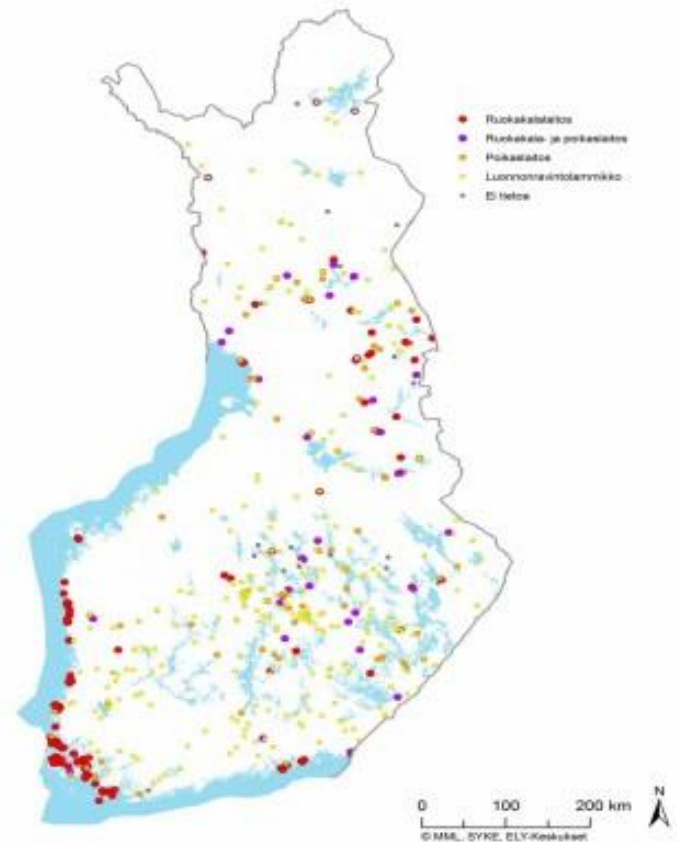 Ruokakalalaitos
Ruokakala- ja poikaslaitos
Poikaslaitos
Luonnonravintolammikko
Ei tietoa
N
0 100 200 km
© MML, SYKE, ELY-Keskukset